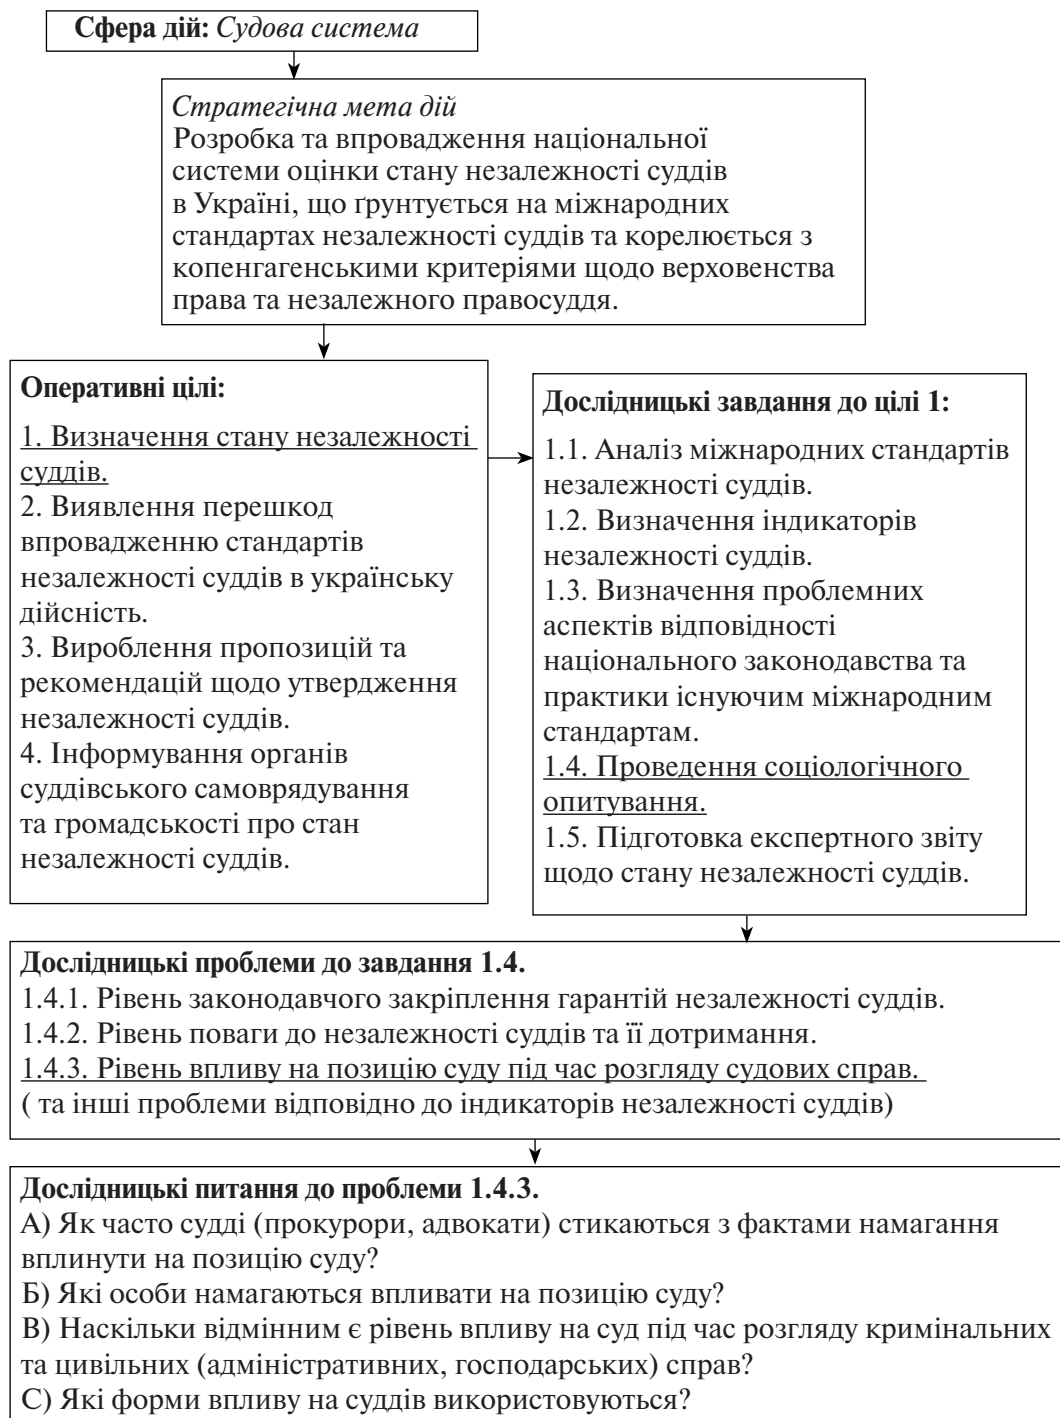 Сфера дій: Судова система
Стратегічна мета дій
Розробка та впровадження національної
системи оцінки стану незалежності суддів
в Україні, що ґрунтується на міжнародних
стандартах незалежності суддів та корелюється з
копенгагенськими критеріями щодо верховенства
права та незалежного правосуддя.
Оперативні цілі:
1. Визначення стану незалежності
суддів.
2. Виявлення перешкод
впровадженню стандартів
незалежності суддів в українську
дійсність.
3. Вироблення пропозицій та
рекомендацій щодо утвердження
незалежності суддів.
4. Інформування органів
суддівського самоврядування
та громадськості про стан
незалежності суддів.
Дослідницькі завдання до цілі 1:
1.1. Аналіз міжнародних стандартів
незалежності суддів.
1.2. Визначення індикаторів
незалежності суддів.
1.3. Визначення проблемних
аспектів відповідності
національного законодавства та
практики існуючим міжнародним
стандартам.
1.4. Проведення соціологічного
опитування.
1.5. Підготовка експертного звіту
щодо стану незалежності суддів.
Дослідницькі проблеми до завдання 1.4.
1.4.1. Рівень законодавчого закріплення гарантій незалежності суддів.
1.4.2. Рівень поваги до незалежності суддів та її дотримання.
1.4.3. Рівень впливу на позицію суду під час розгляду судових справ.
( та інші проблеми відповідно до індикаторів незалежності суддів)
Дослідницькі питання до проблеми 1.4.3.
А) Як часто судді (прокурори, адвокати) стикаються з фактами намагання
вплинути на позицію суду?
Б) Які особи намагаються впливати на позицію суду?
В) Наскільки відмінним є рівень впливу на суд під час розгляду кримінальних
та цивільних (адміністративних, господарських) справ?
С) Які форми впливу на суддів використовуються?